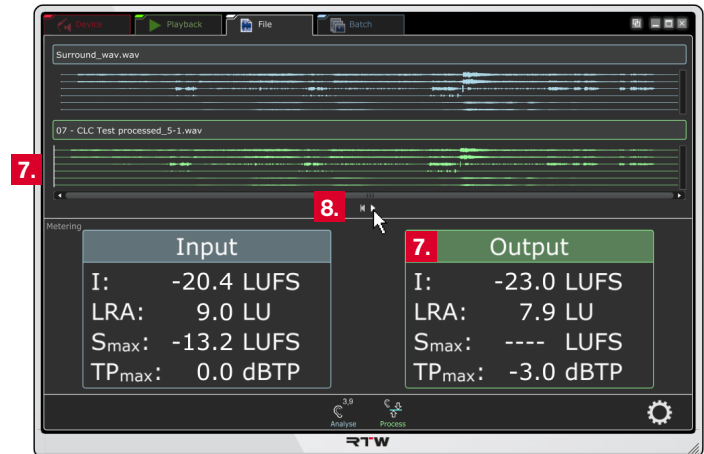 Device Playback File Batch
Surround_wav.wav
07 - CLC Test processed_5-1.wav
7.
8.
Metering
Input
I: -20.4 LUFS
LRA: 9.0 LU
Smax: -13.2 LUFS
TPmax: 0.0 dBTP
7. Output
I: -23.0 LUFS
LRA: 7.9 LU
Smax: ---- LUFS
TPmax: -3.0 dBTP
3,9
Analyse Process
RTW